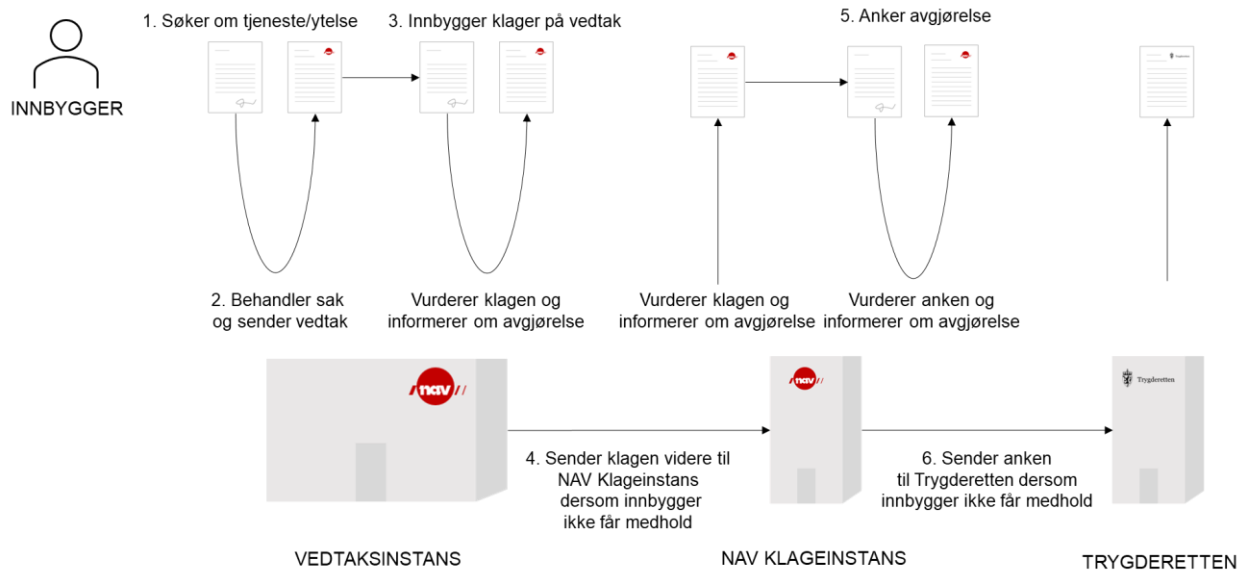 1. Søker om tjeneste/ytelse
3. Innbygger klager på vedtak
5. Anker avgjørelse
INNBYGGER
Trygderetten
2. Behandler sak
og sender vedtak
Vurderer klagen og
informerer om avgjørelse
Vurderer klagen og
informerer om avgjørelse
Vurderer anken og
informerer om avgjørelse
nav
nav
Trygderetten
4. Sender klagen videre til
NAV Klageinstans
dersom innbygger
ikke får medhold
6. Sender anken
til Trygderetten dersom
innbygger ikke får medhold
VEDTAKSINSTANS
NAV KLAGEINSTANS
TRYGDERETTEN